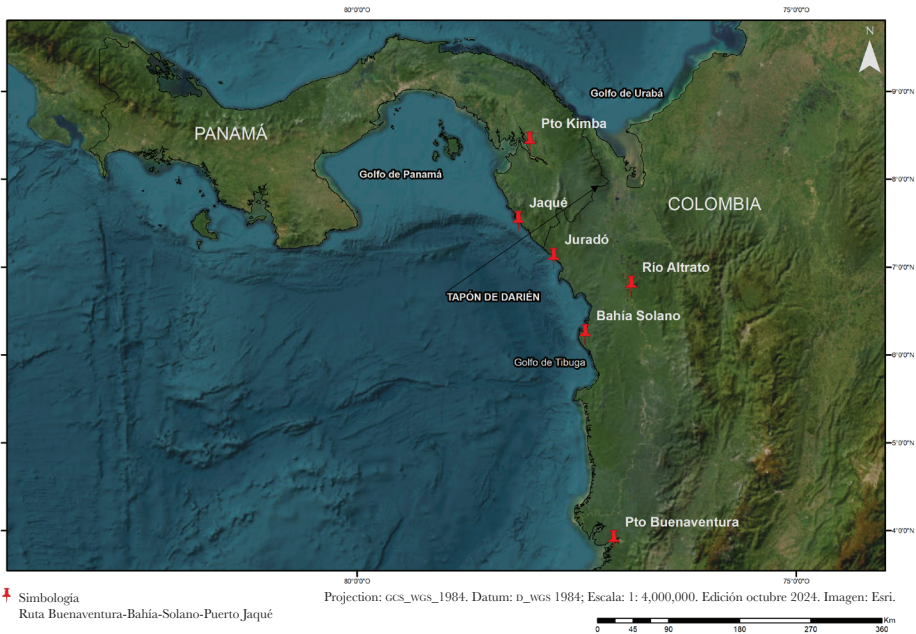 80°0'0"O 75°0'0"O
N
9°0'0"N
Golfo de Urabá
Pto Kimba
PANAMÁ
8°0'0"N
Golfo de Panamá
Jaqué
COLOMBIA
Juradó
7°0'0"N
Río Altrato
TAPÓN DE DARIÉN
Bahía Solano
6°0'0"N
Golfo de Tibuga
5°0'0"N
Pto Buenaventura
4°0'0"N
80°0'0"O 75°0'0"O
Simbología
Ruta Buenaventura-Bahía-Solano-Puerto Jaqué
Projection: GCS_WGS_1984. Datum: D_WGS 1984; Escala: 1: 4,000,000. Edición octubre 2024. Imagen: Esri.
Km
0 45 90 180 270 360